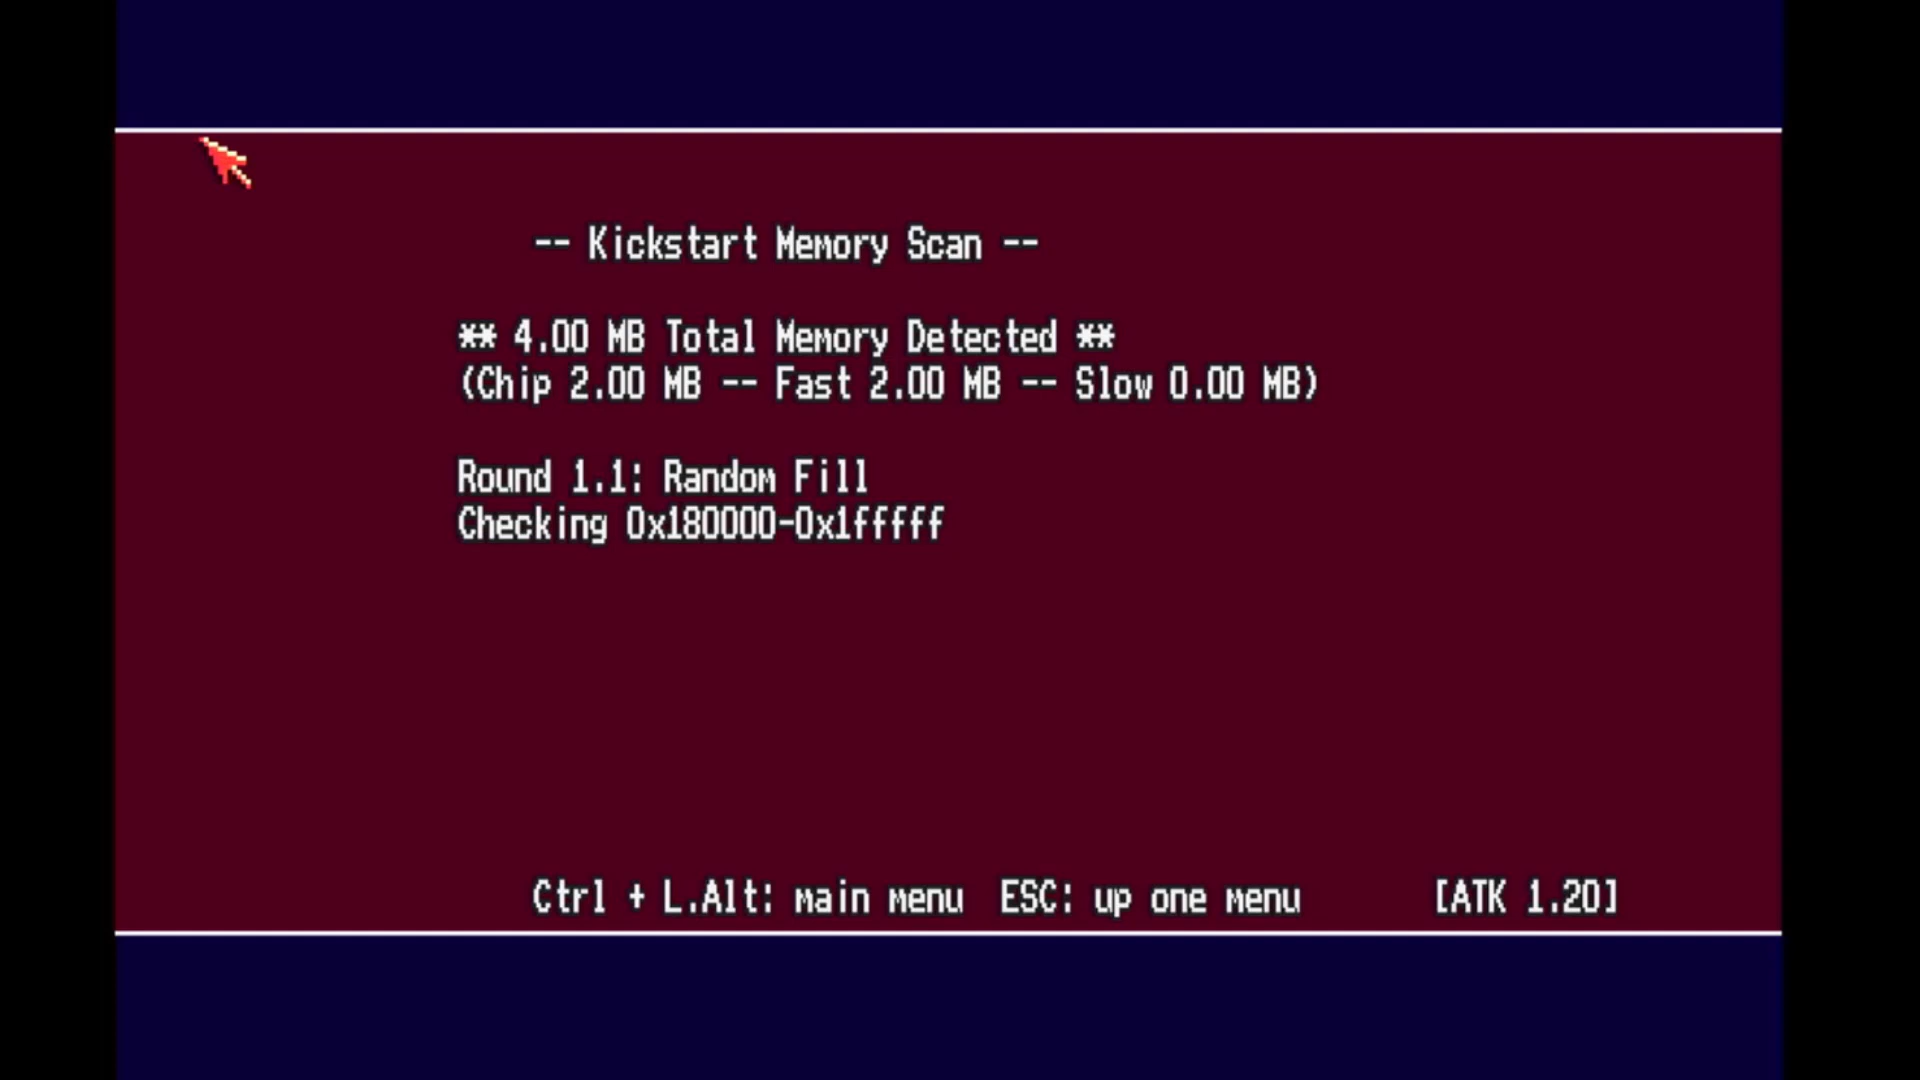 -- Kickstart Memory Scan --
** 4.00 MB Total Memory Detected **
(Chip 2.00 MB -- Fast 2.00 MB -- Slow 0.00 MB)
Round 1.1: Random Fill
Checking 0x180000-0x1fffff
Ctrl + L.Alt: main menu  ESC: up one menu [ATK 1.20]